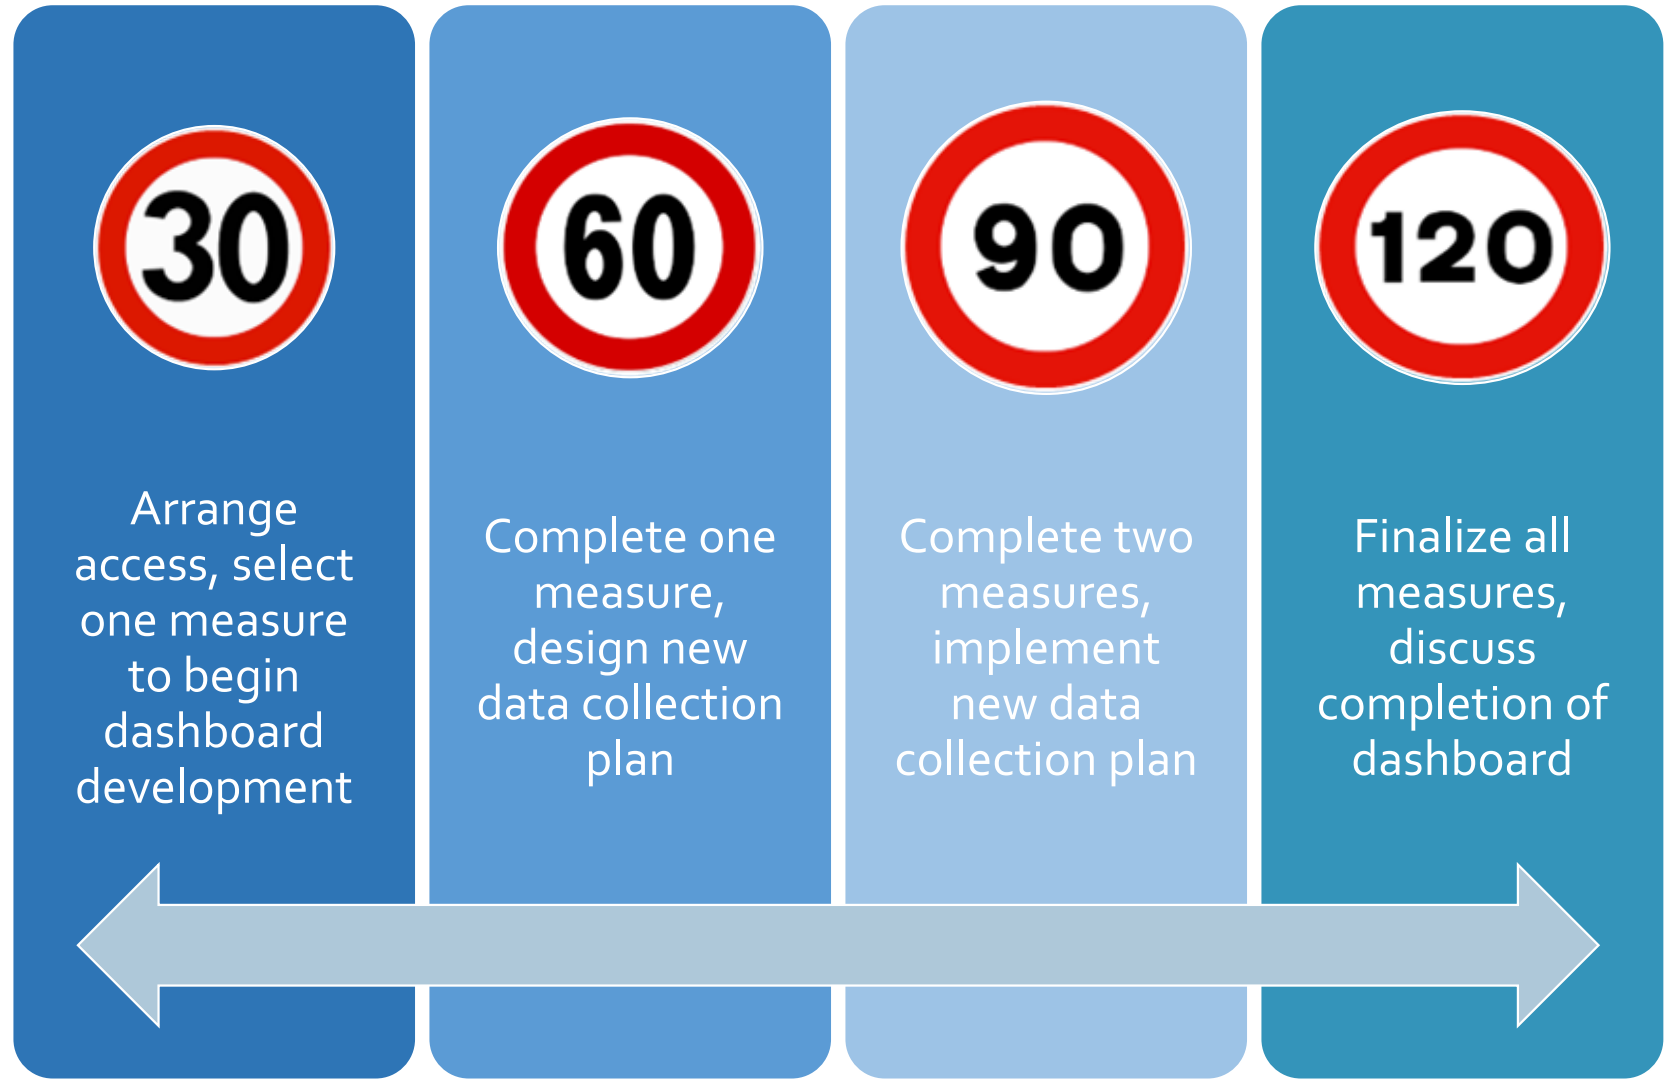 30
Arrange
access, select
one measure
to begin
dashboard
development
60
Complete one
measure,
design new
data collection
plan
90
Complete two
measures,
implement
new data
collection plan
120
Finalize all
measures,
discuss
completion of
dashboard